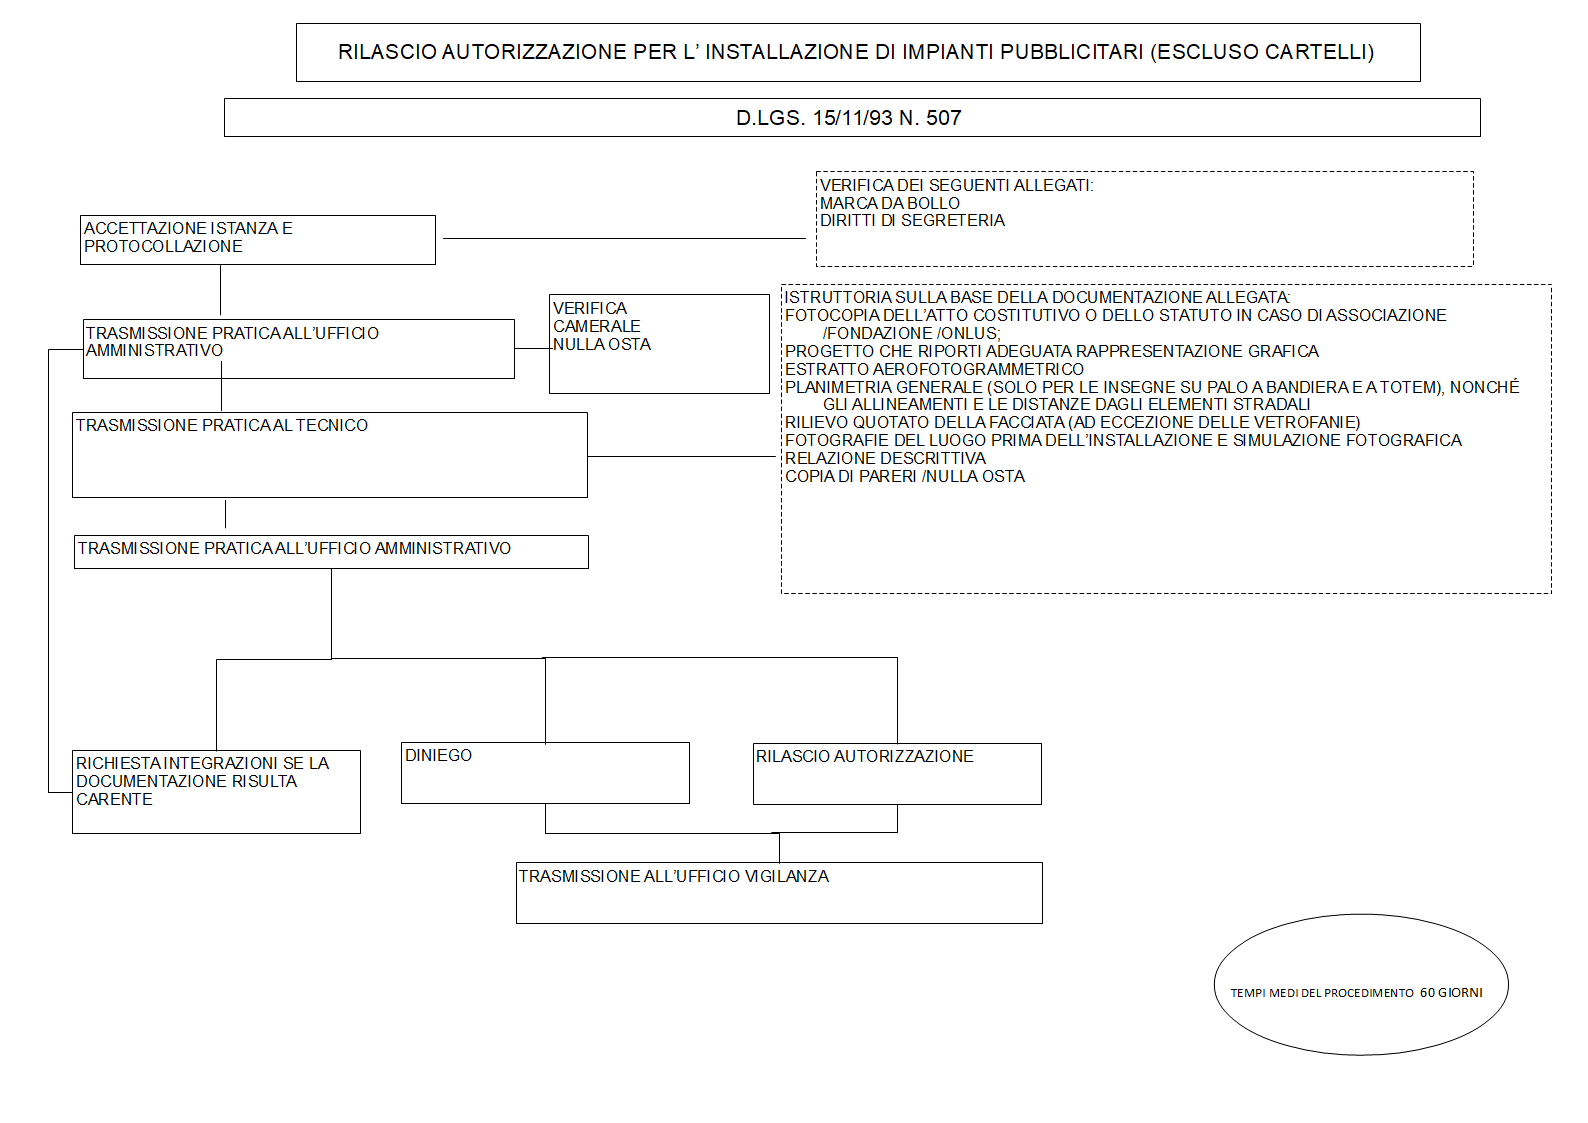 RILASCIO AUTORIZZAZIONE PER L’ INSTALLAZIONE DI IMPIANTI PUBBLICITARI (ESCLUSO CARTELLI)
D.LGS. 15/11/93 N. 507
VERIFICA DEI SEGUENTI ALLEGATI:
MARCA DA BOLLO
DIRITTI DI SEGRETERIA
ACCETTAZIONE ISTANZA E
PROTOCOLLAZIONE
VERIFICA
CAMERALE
NULLA OSTA
TRASMISSIONE PRATICA ALL’UFFICIO
AMMINISTRATIVO
ISTRUTTORIA SULLA BASE DELLA DOCUMENTAZIONE ALLEGATA:
FOTOCOPIA DELL’ATTO COSTITUTIVO O DELLO STATUTO IN CASO DI ASSOCIAZIONE
/FONDAZIONE /ONLUS;
PROGETTO CHE RIPORTI ADEGUATA RAPPRESENTAZIONE GRAFICA
ESTRATTO AEROFOTOGRAMMETRICO
PLANIMETRIA GENERALE (SOLO PER LE INSEGNE SU PALO A BANDIERA E A TOTEM), NONCHÉ
GLI ALLINEAMENTI E LE DISTANZE DAGLI ELEMENTI STRADALI
RILIEVO QUOTATO DELLA FACCIATA (AD ECCEZIONE DELLE VETROFANIE)
FOTOGRAFIE DEL LUOGO PRIMA DELL’INSTALLAZIONE E SIMULAZIONE FOTOGRAFICA
RELAZIONE DESCRITTIVA
COPIA DI PARERI /NULLA OSTA
TRASMISSIONE PRATICA AL TECNICO
TRASMISSIONE PRATICA ALL’UFFICIO AMMINISTRATIVO
RICHIESTA INTEGRAZIONI SE LA
DOCUMENTAZIONE RISULTA
CARENTE
DINIEGO
RILASCIO AUTORIZZAZIONE
TRASMISSIONE ALL’UFFICIO VIGILANZA
TEMPI MEDI DEL PROCEDIMENTO 60 GIORNI